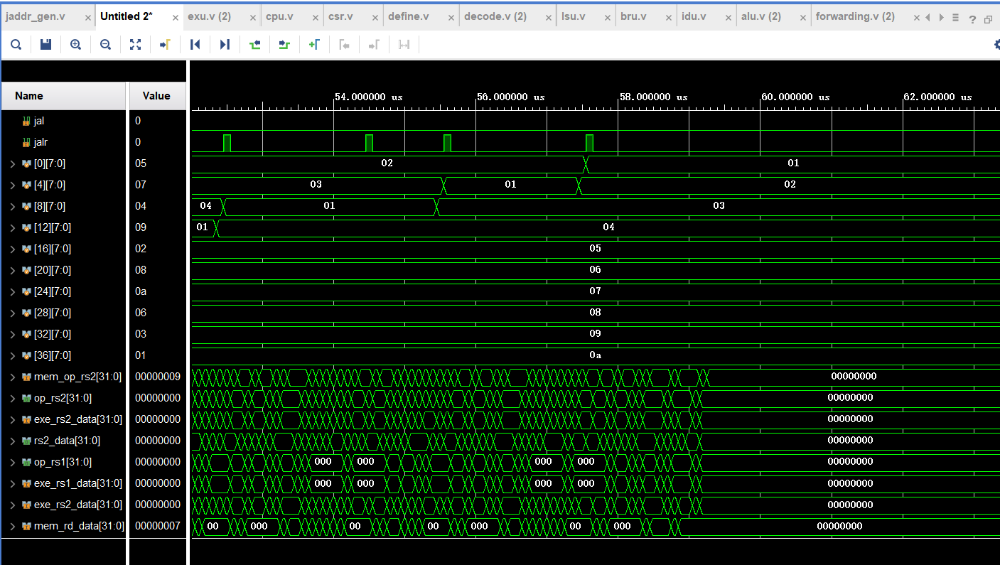 jaddr_gen.v × Untitled 2* × exu.v (2) × cpu.v × csr.v × define.v × decode.v (2) × lsu.v × bru.v × idu.v × alu.v (2) × forwarding.v (2) ×
Name Value
54.000000 us 56.000000 us 58.000000 us 60.000000 us 62.000000 us
jal 0
jalr 0
[0][7:0] 05 02 01
[4][7:0] 07 03 01 02
[8][7:0] 04 04 01 03
[12][7:0] 09 01 04
[16][7:0] 02 05
[20][7:0] 08 06
[24][7:0] 0a 07
[28][7:0] 06 08
[32][7:0] 03 09
[36][7:0] 01 0a
mem_op_rs2[31:0] 00000009 00000000
op_rs2[31:0] 00000000 00000000
exe_rs2_data[31:0] 00000000 00000000
rs2_data[31:0] 00000000 00000000
op_rs1[31:0] 00000000 000 000 000 000 00000000
exe_rs1_data[31:0] 00000000 000 000 000 000 00000000
exe_rs2_data[31:0] 00000000 00000000
mem_rd_data[31:0] 00000007 00 000 00 00 000 00 000 00000000